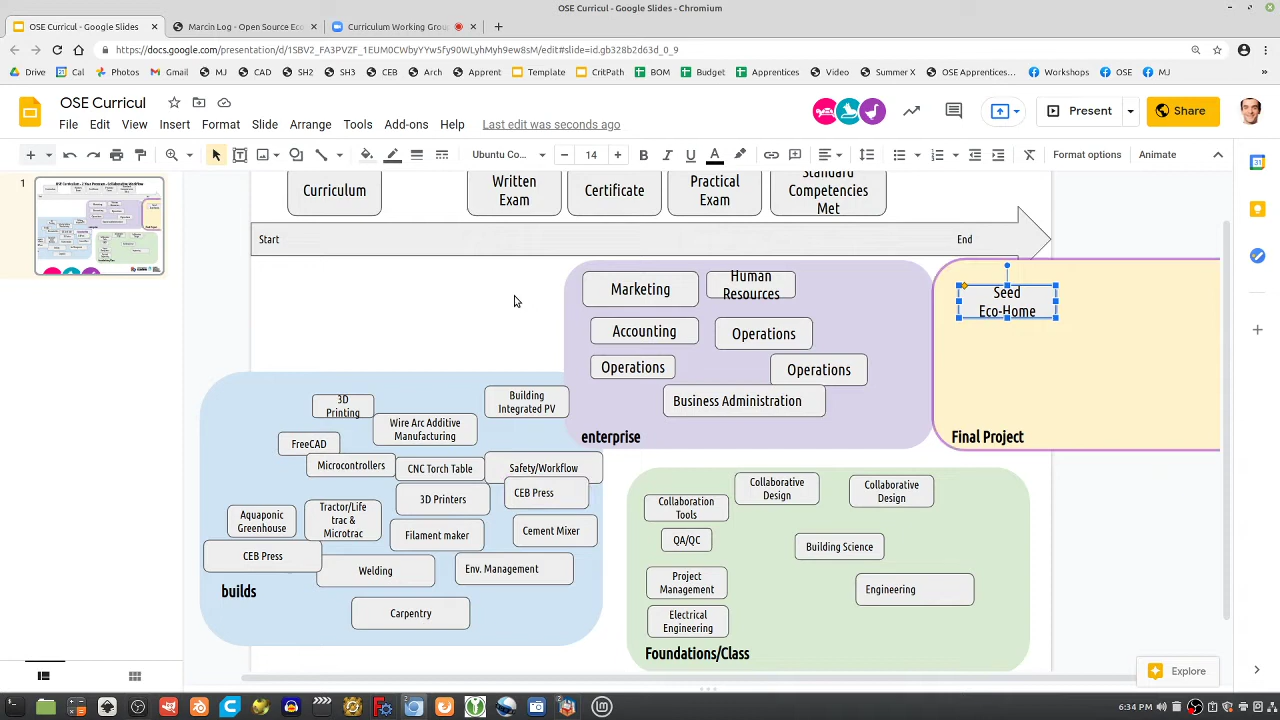 OSE Curricul - Google Slides - Chromium
OSE Curricul - Google Slides
Marcin Log - Open Source Eco
Curriculum Working Grou
https://docs.google.com/presentation/d/1SBV2_FA3PVZF_1EUM0CWbyYYw5fy90WLyhMyh9ew8sM/edit#slide=id.gb328b2d63d_0_9
Drive Cal Photos Gmail MJ CAD SH2 SH3 CEB Arch Apprent Template CritPath BOM Budget Apprentices Video Summer X OSE Apprentices... Workshops OSE MJ »
OSE Curricul
File Edit View Insert Format Slide Arrange Tools Add-ons Help Last edit was seconds ago
Present
Share
Ubuntu Co...
14
Format options
Animate
1
Curriculum
Written
Exam
Certificate
Practical
Exam
Standard
Competencies
Met
Start
End
Marketing
Human
Resources
Accounting
Operations
Operations
Operations
Business Administration
enterprise
Seed
Eco-Home
Final Project
3D
Printing
Building
Integrated PV
Wire Arc Additive
Manufacturing
FreeCAD
Microcontrollers
CNC Torch Table
Safety/Workflow
3D Printers
CEB Press
Aquaponic
Greenhouse
Tractor/Life
trac &
Microtrac
Filament maker
Cement Mixer
CEB Press
Welding
Env. Management
builds
Carpentry
Collaboration
Tools
Collaborative
Design
Collaborative
Design
QA/QC
Building Science
Project
Management
Engineering
Electrical
Engineering
Foundations/Class
Explore
6:34 PM